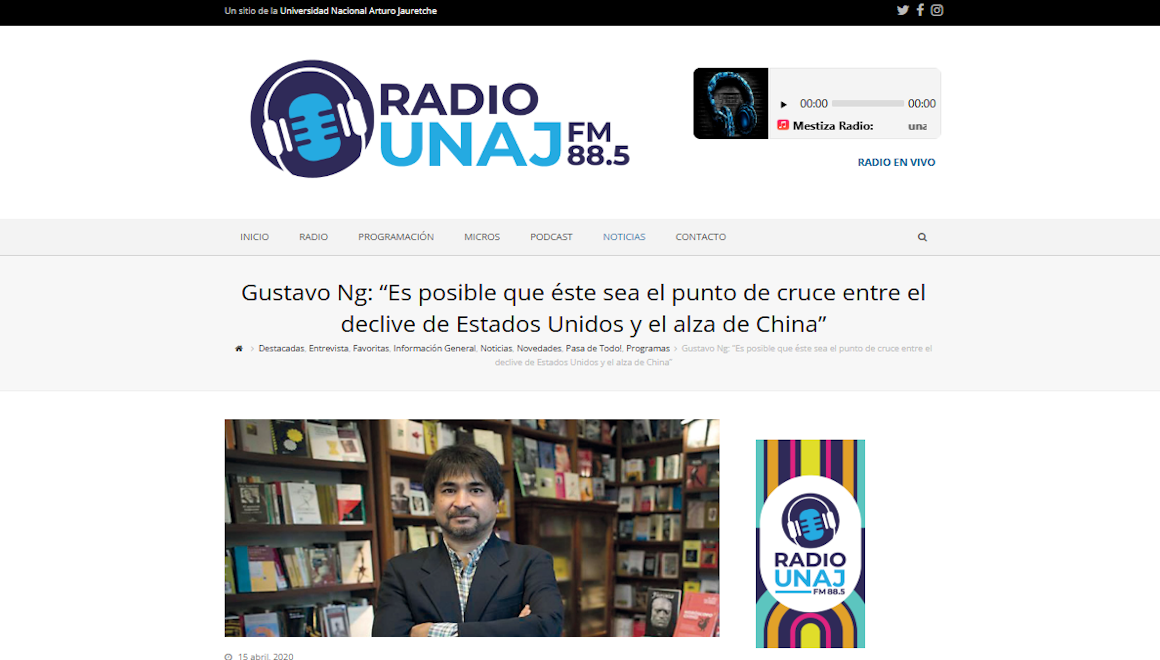 Un sitio de la Universidad Nacional Arturo Jauretche
RADIO
UNAJ
FM
88.5
00:00
00:00
Mestiza Radio:
una
RADIO EN VIVO
INICIO
RADIO
PROGRAMACIÓN
MICROS
PODCAST
NOTICIAS
CONTACTO
Gustavo Ng: “Es posible que éste sea el punto de cruce entre el
declive de Estados Unidos y el alza de China”
Destacadas, Entrevista, Favoritas, Información General, Noticias, Novedades, Pasa de Todo!, Programas > Gustavo Ng: “Es posible que éste sea el punto de cruce entre el
declive de Estados Unidos y el alza de China”
RADIO
UNAJ
FM 88.5
15 abril, 2020